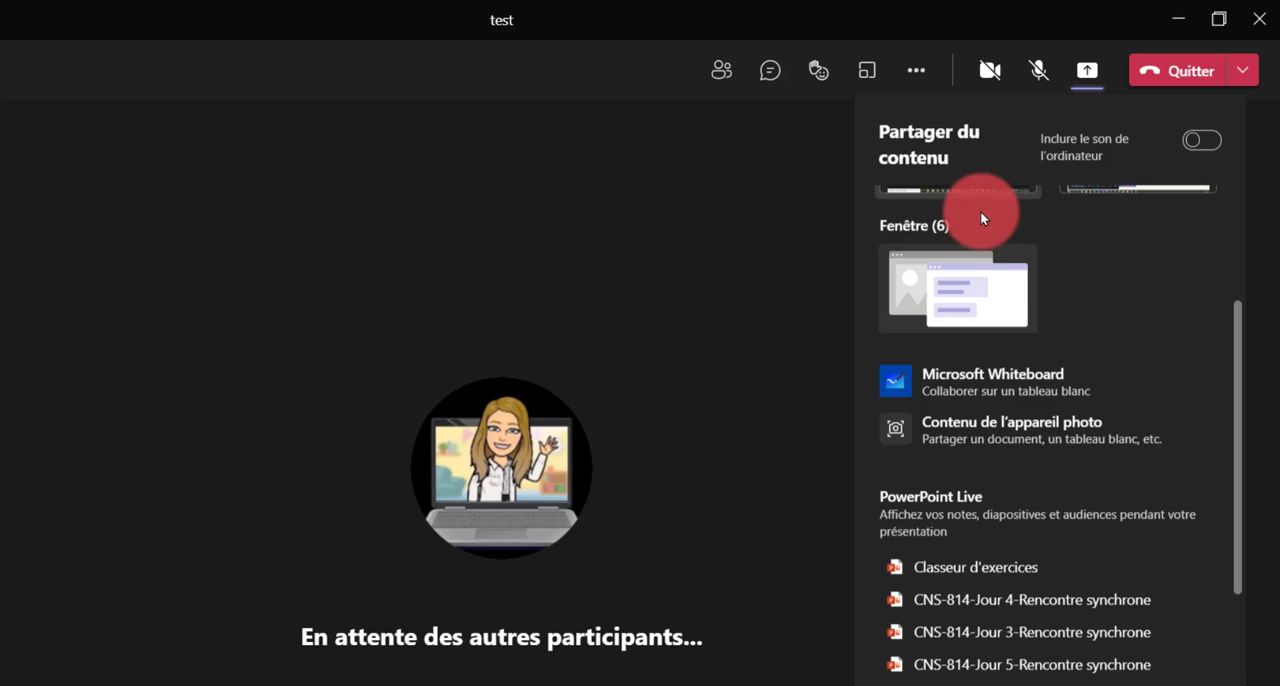 test
Quitter
Partager du
contenu
Inclure le son de
l'ordinateur
Fenêtre (6)
Microsoft Whiteboard
Collaborer sur un tableau blanc
Contenu de l'appareil photo
Partager un document, un tableau blanc, etc.
PowerPoint Live
Affichez vos notes, diapositives et audiences pendant votre
présentation
Classeur d'exercices
CNS-814-Jour 4-Rencontre synchrone
CNS-814-Jour 3-Rencontre synchrone
CNS-814-Jour 5-Rencontre synchrone
En attente des autres participants...